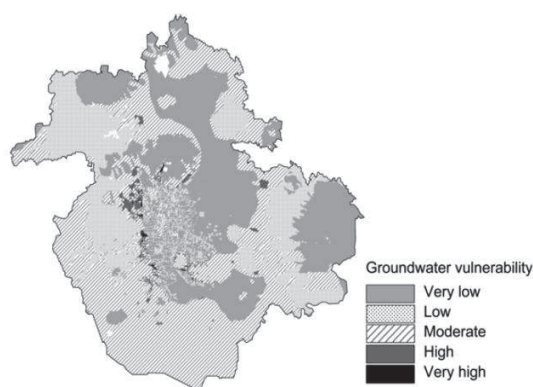 Groundwater vulnerability
Very low
Low
Moderate
High
Very high